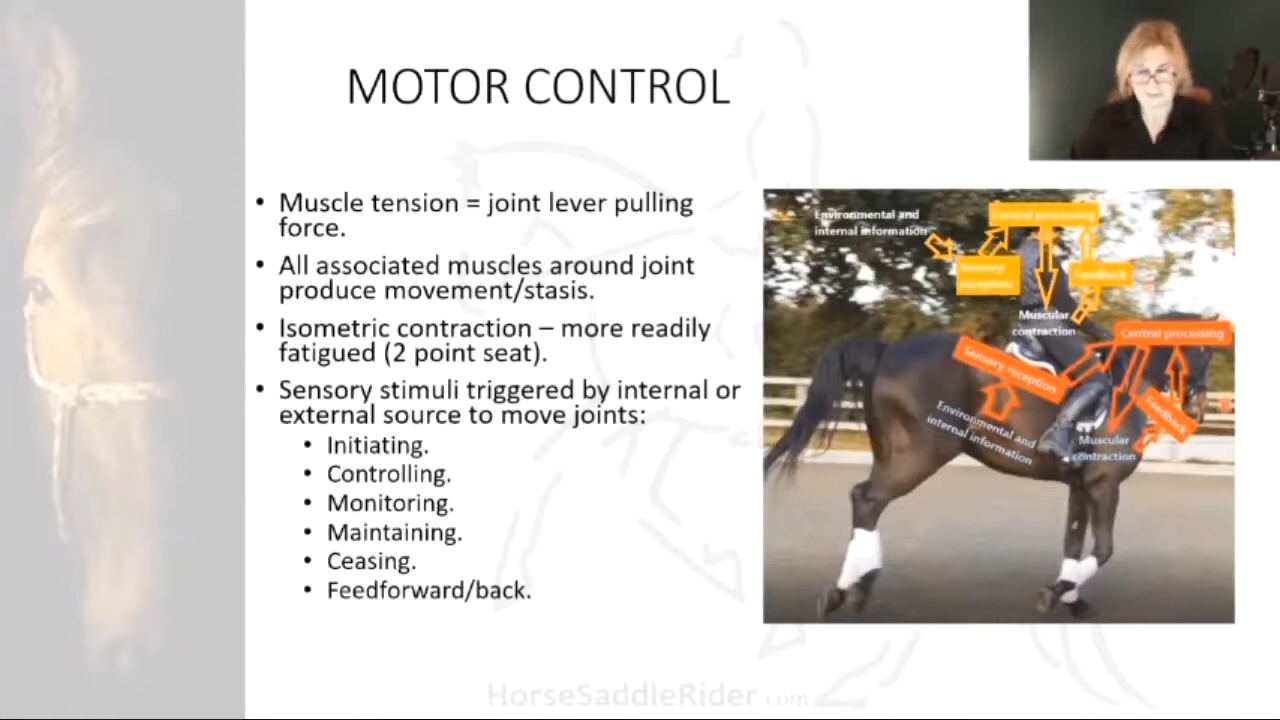 MOTOR CONTROL
• Muscle tension = joint lever pulling
force.
• All associated muscles around joint
produce movement/stasis.
• Isometric contraction – more readily
fatigued (2 point seat).
• Sensory stimuli triggered by internal or
external source to move joints:
• Initiating.
• Controlling.
• Monitoring.
• Maintaining.
• Ceasing.
• Feedforward/back.
Environmental and
internal information
Central processing
Sensory
reception
Feedback
Muscular
contraction
Central processing
Sensory reception
Feedback
Environmental and
internal information
Muscular
contraction
HorseSaddleRider.com